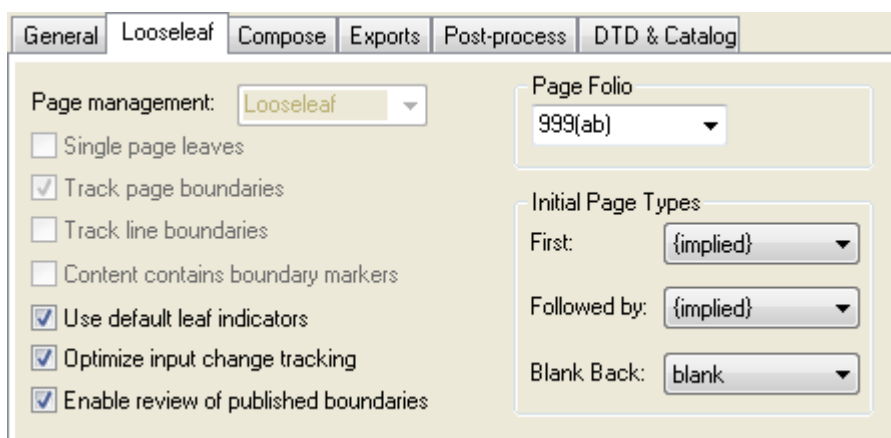 General Looseleaf Compose Exports Post-process DTD & Catalog
Page management: Looseleaf
Single page leaves
Track page boundaries
Track line boundaries
Content contains boundary markers
Use default leaf indicators
Optimize input change tracking
Enable review of published boundaries
Page Folio
999(ab)
Initial Page Types
First: {implied}
Followed by: {implied}
Blank Back: blank